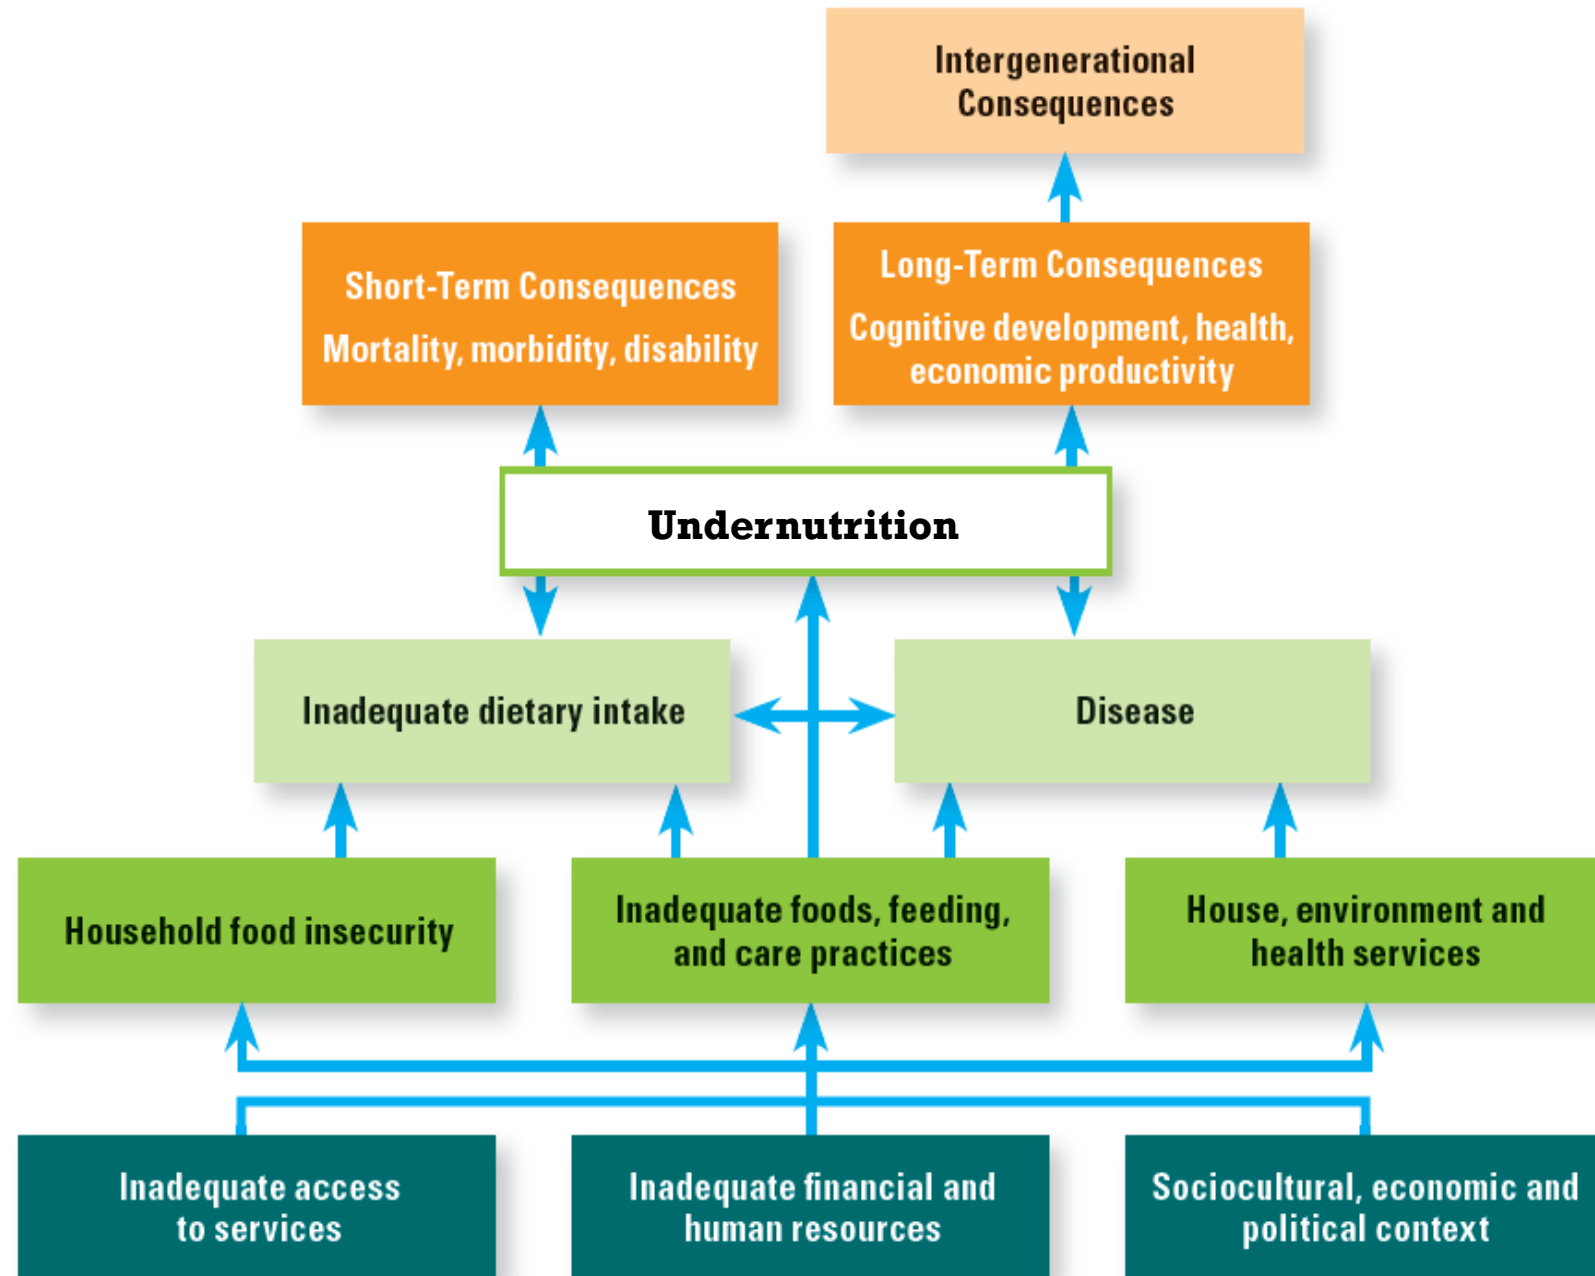 Intergenerational
Consequences
Short-Term Consequences
Mortality, morbidity, disability
Long-Term Consequences
Cognitive development, health,
economic productivity
Undernutrition
Inadequate dietary intake
Disease
Household food insecurity
Inadequate foods, feeding,
and care practices
House, environment and
health services
Inadequate access
to services
Inadequate financial and
human resources
Sociocultural, economic and
political context